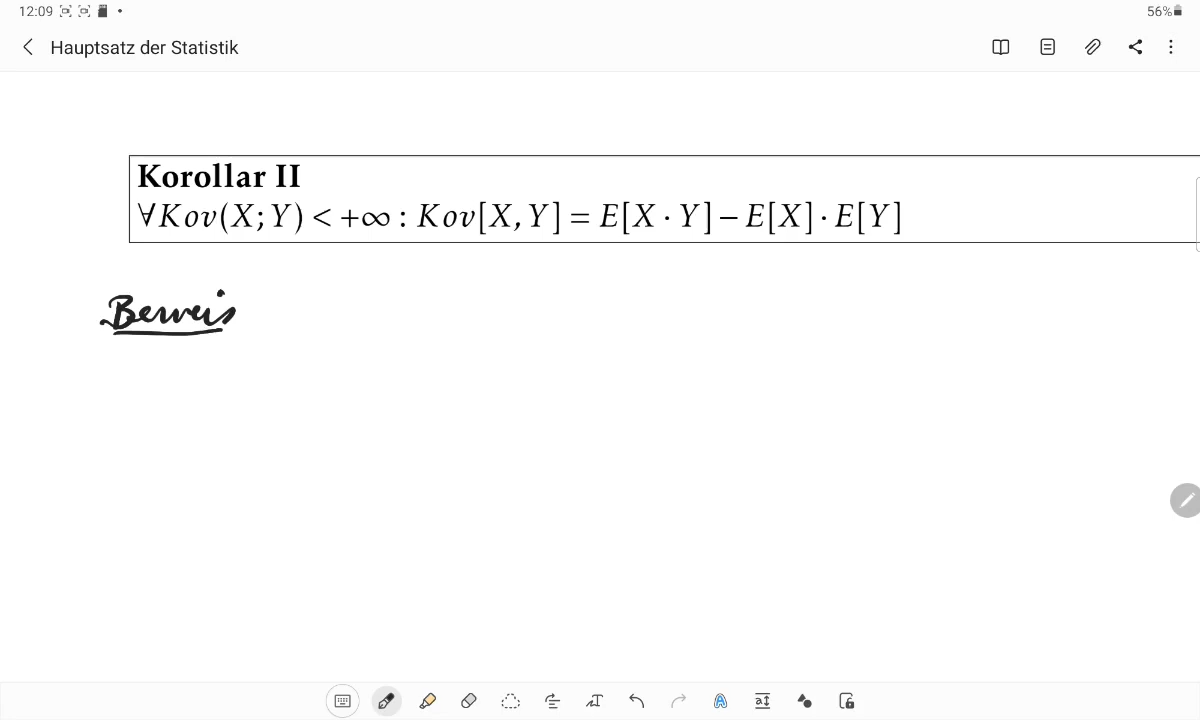 12:09
56%
Hauptsatz der Statistik
Korollar II
∀Kov(X;Y) < +∞ : Kov[X,Y] = E[X · Y] − E[X] · E[Y]
Beweis